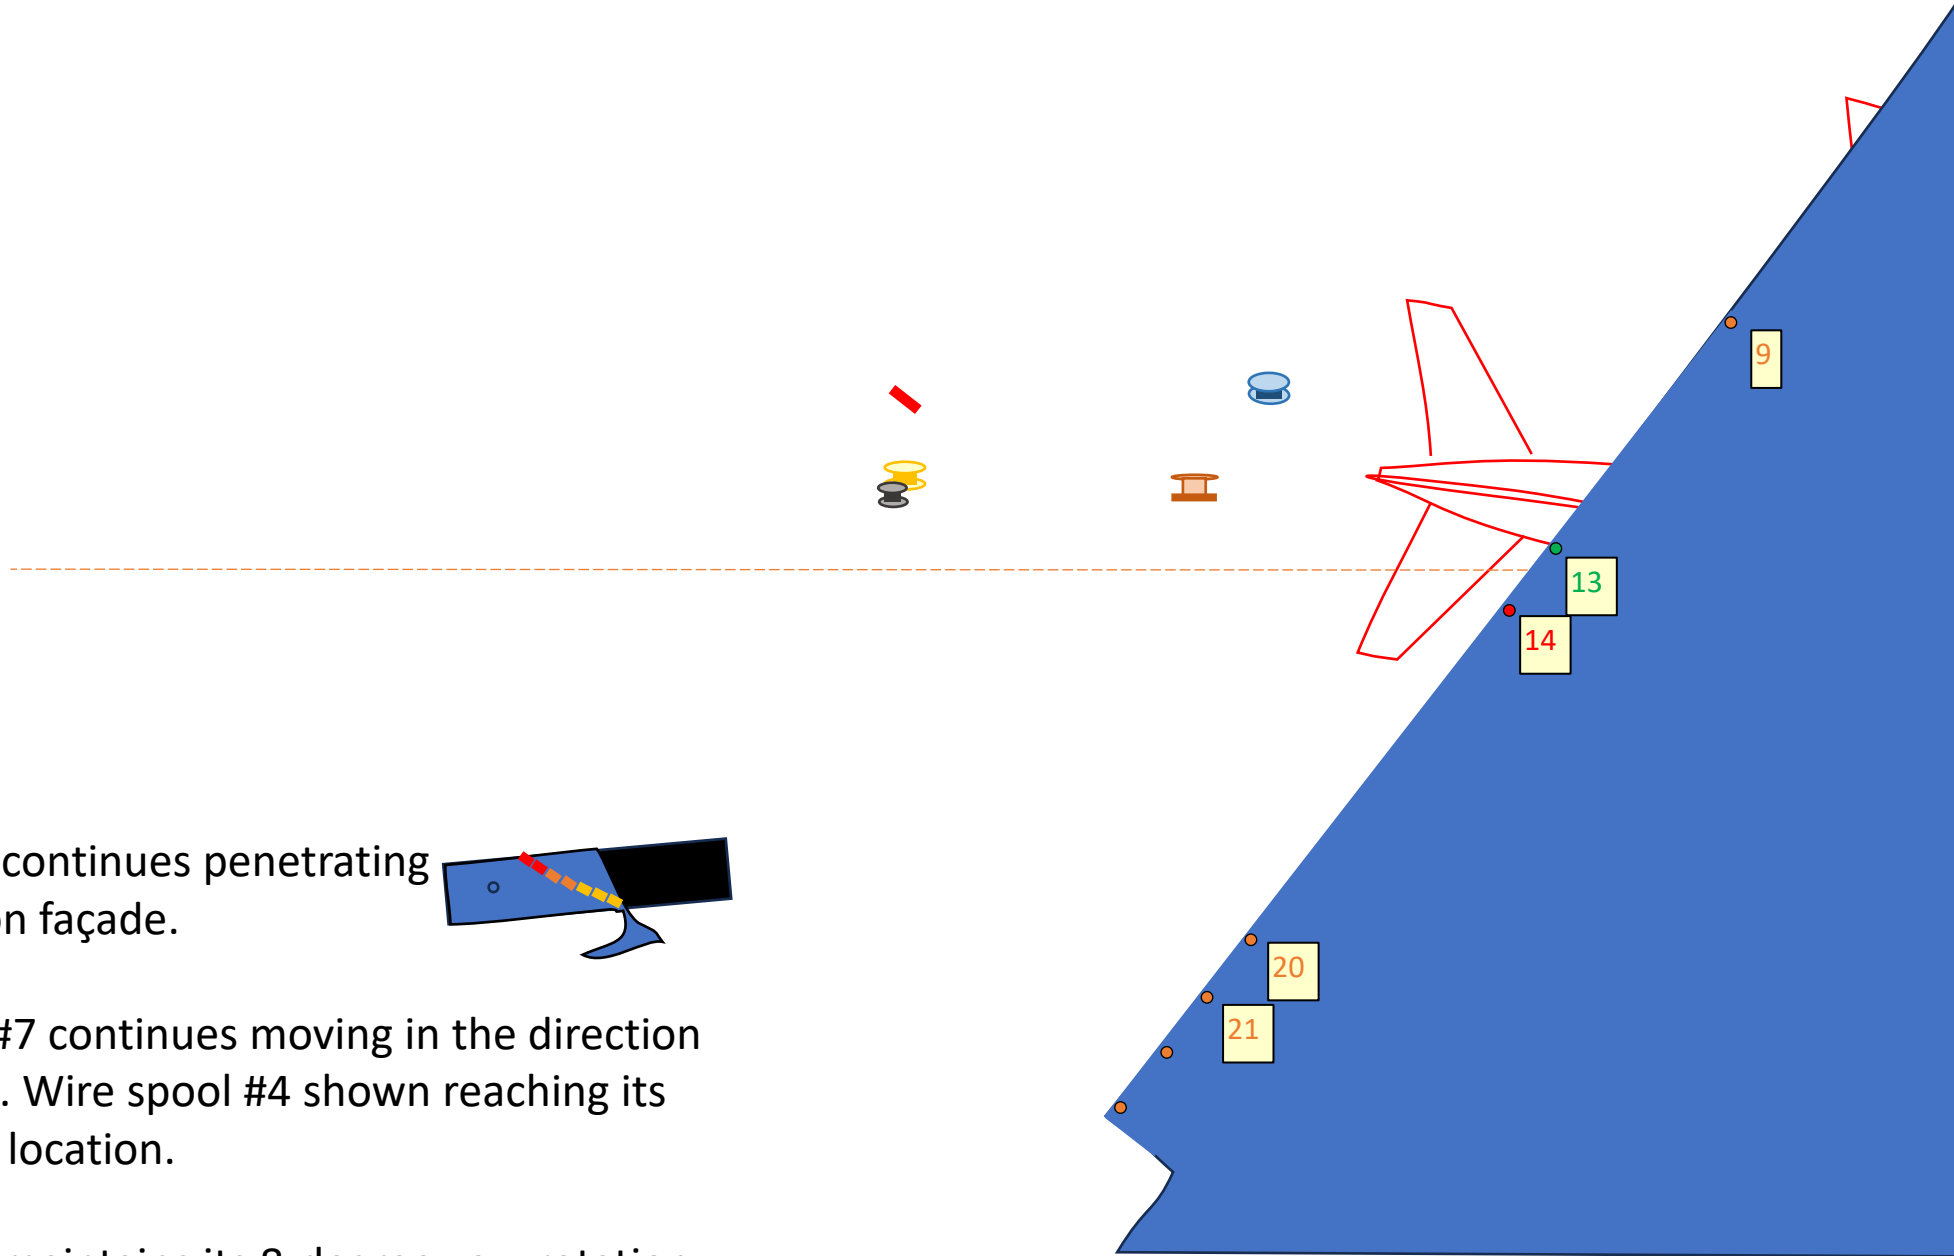 9
13
14
continues penetrating
n façade.
20
21
#7 continues moving in the direction
. Wire spool #4 shown reaching its
location.